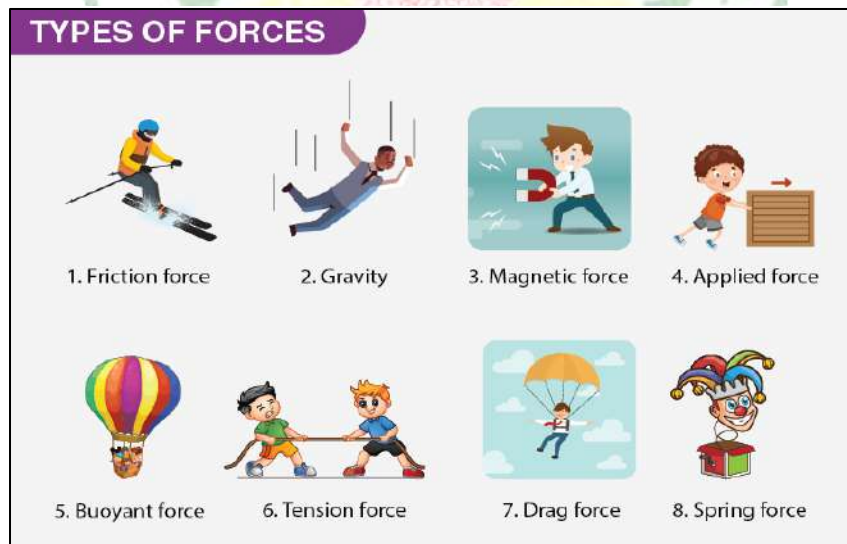 TYPES OF FORCES
1. Friction force
2. Gravity
3. Magnetic force
4. Applied force
5. Buoyant force
6. Tension force
7. Drag force
8. Spring force